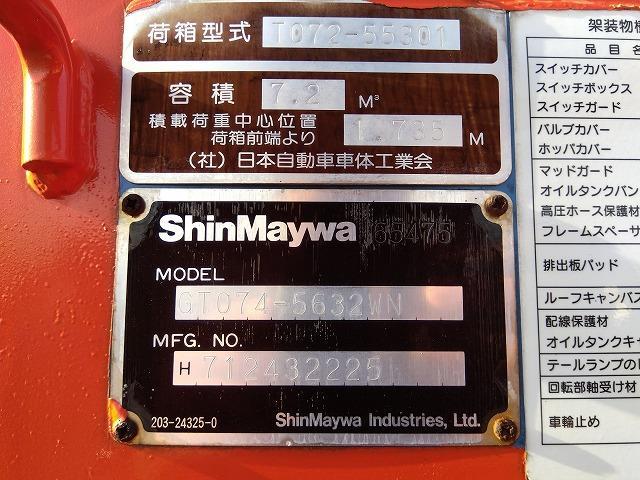 荷箱型式 T072-55301
容積 7.2 M³
積載荷重中心位置
荷箱前端より 1.735 M
(社)日本自動車車体工業会
ShinMaywa 65475
MODEL
GT074-5632WN
MFG. NO.
H 712432225
203-24325-0 ShinMaywa Industries, Ltd.
架装物
品目名
スイッチカバー
スイッチボックス
スイッチガード
バルブカバー
ホッパカバー
マッドガード
オイルタンクバン
高圧ホース保護材
フレームスペーサ
排出板パッド
ルーフキャンバス
配線保護材
オイルタンクキャ
テールランプの
回転部軸受け材
車輪止め